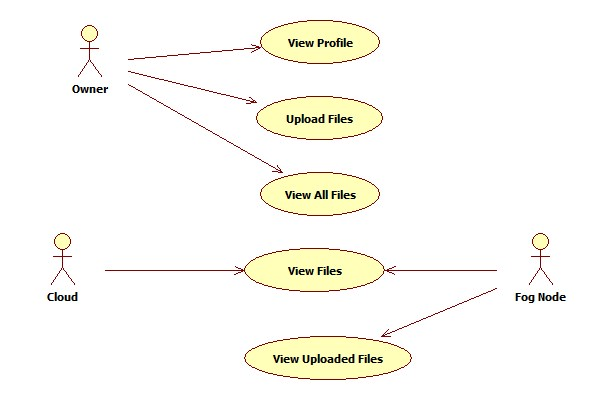 View Profile
Owner
Upload Files
View All Files
Cloud
View Files
Fog Node
View Uploaded Files